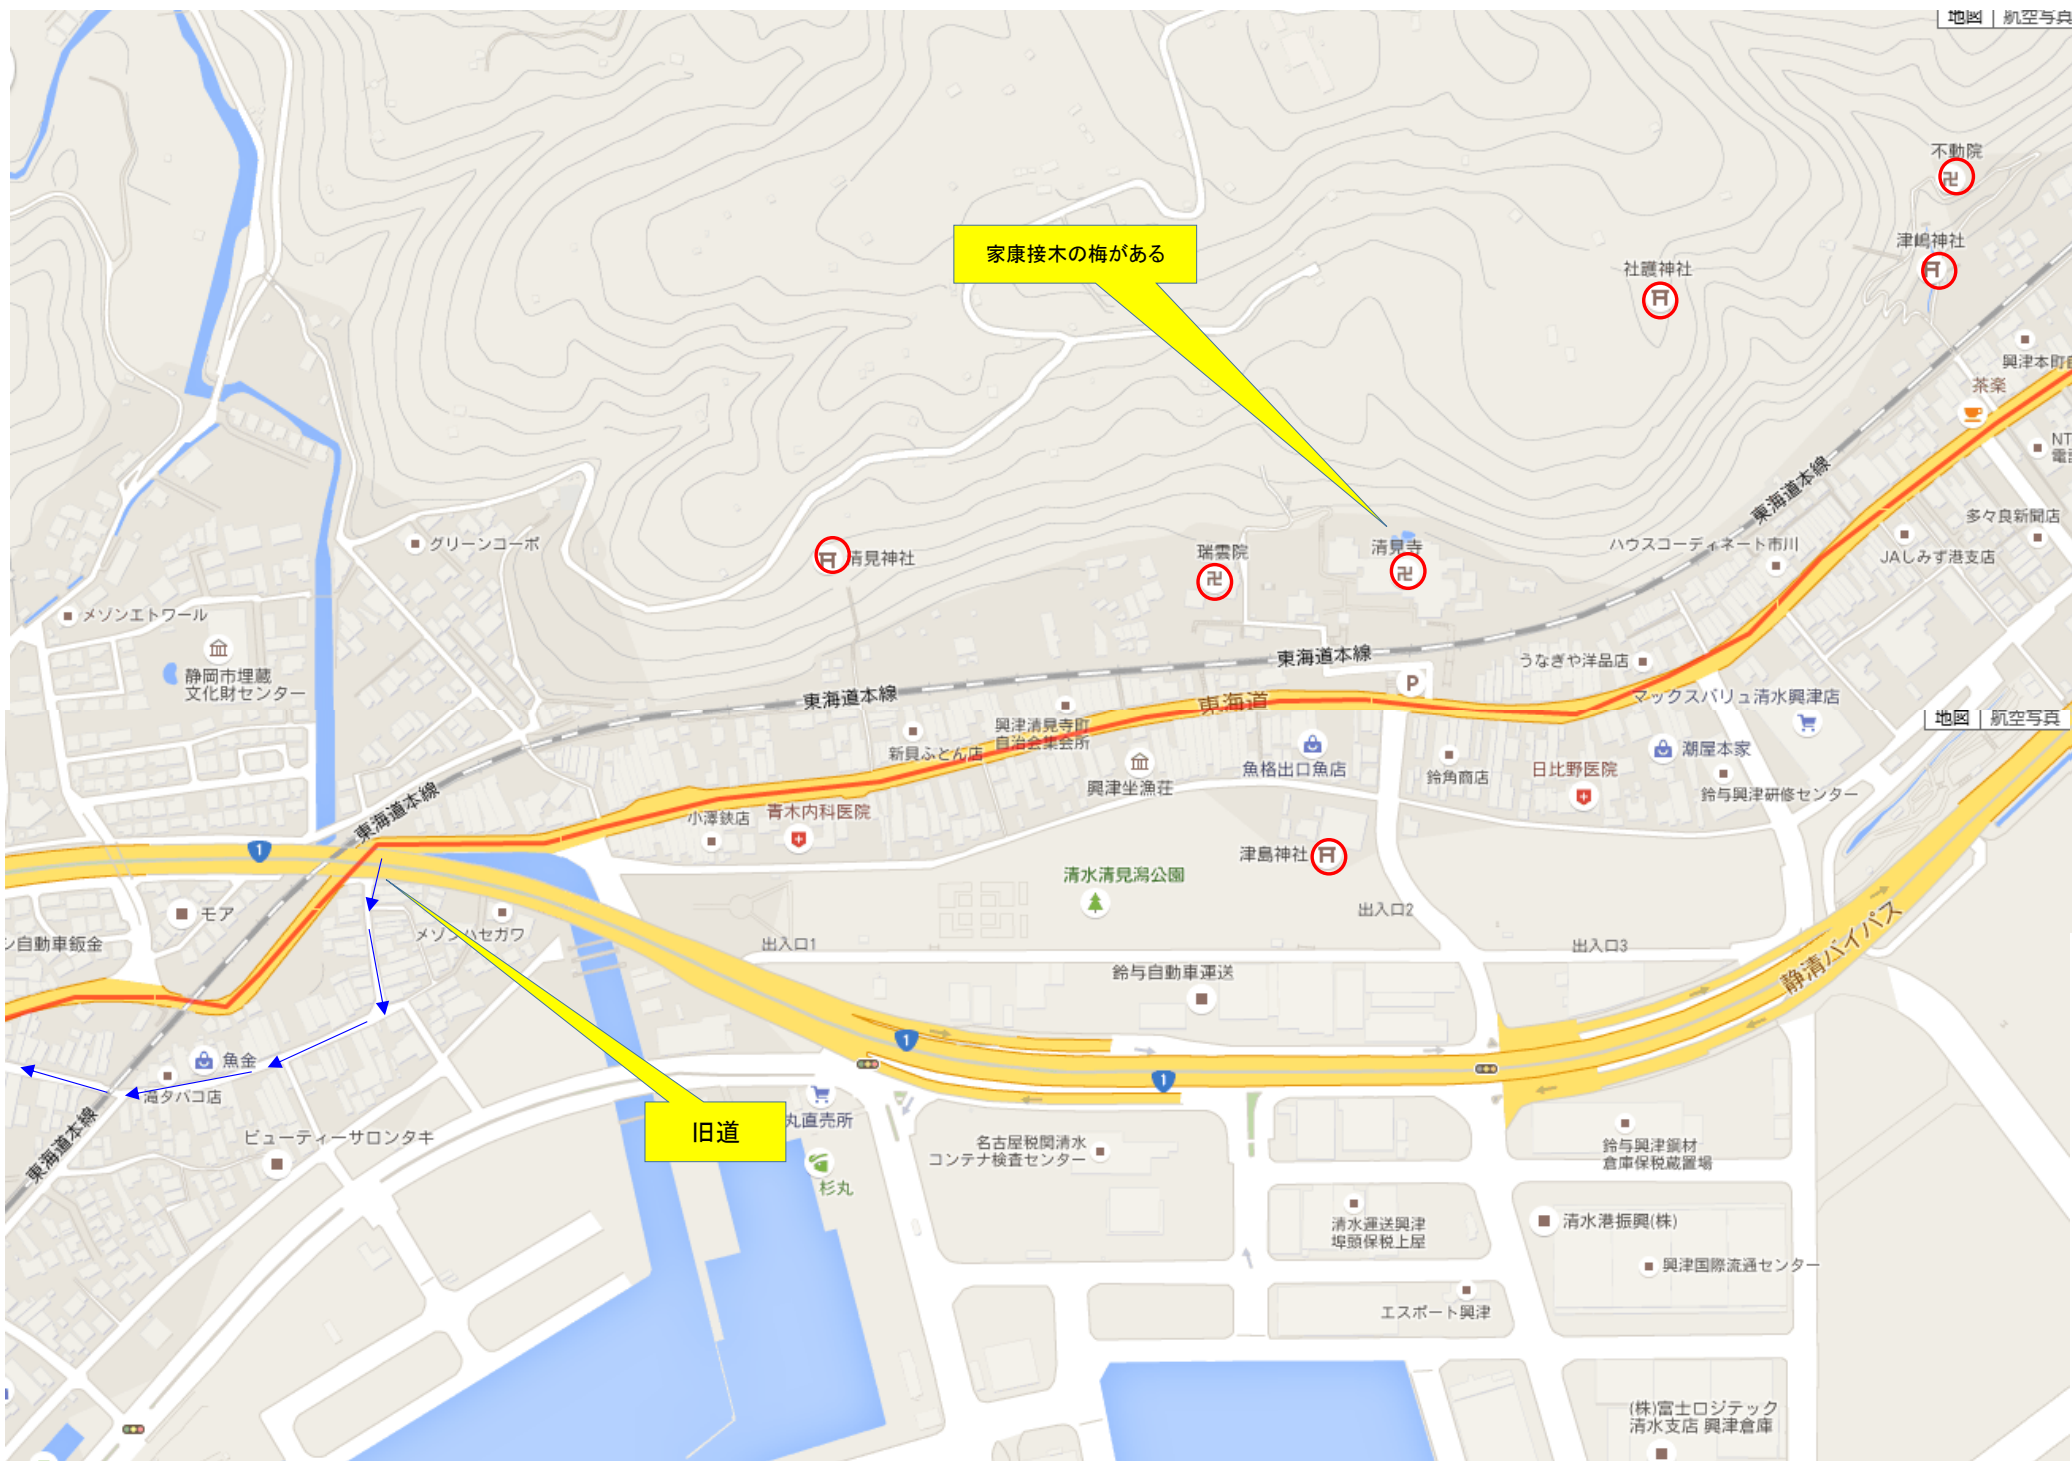 地図 | 航空写真
不動院
津嶋神社
社護神社
家康接木の梅がある
興津本町
茶楽
NT
東海道本線
多々良新聞店
JAしみず港支店
ハウスコーディネート市川
グリーンコーポ
清見神社
瑞雲院
清見寺
メゾンエトワール
静岡市埋蔵
文化財センター
東海道本線
東海道本線
P
うなぎや洋品店
マックスバリュ清水興津店
地図 | 航空写真
東海道
興津清見寺町
自治会集会所
新貝ふとん店
興津坐漁荘
魚格出口魚店
鈴角商店
日比野医院
潮屋本家
鈴与興津研修センター
東海道本線
小澤鋏店
青木内科医院
1
津島神社
清水清見潟公園
出入口2
モア
ン自動車鈑金
メゾンハセガワ
出入口1
出入口3
鈴与自動車運送
静清バイパス
1
1
魚金
滝タバコ店
東海道本線
ビューティーサロンタキ
旧道
丸直売所
杉丸
名古屋税関清水
コンテナ検査センター
鈴与興津鋼材
倉庫保税蔵置場
清水運送興津
埠頭保税上屋
清水港振興(株)
興津国際流通センター
エスポート興津
(株)富士ロジテック
清水支店 興津倉庫